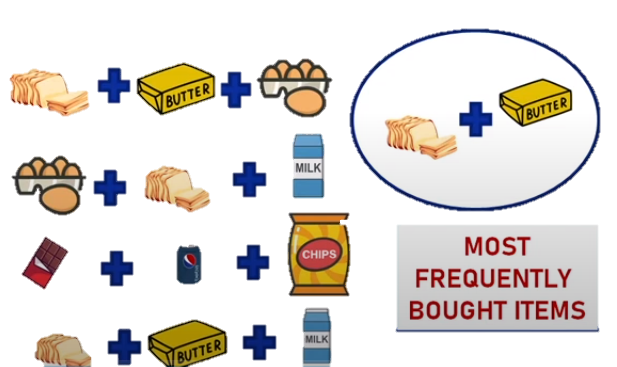 BUTTER
BUTTER
MILK
CHIPS
MOST
FREQUENTLY
BOUGHT ITEMS
BUTTER
MILK